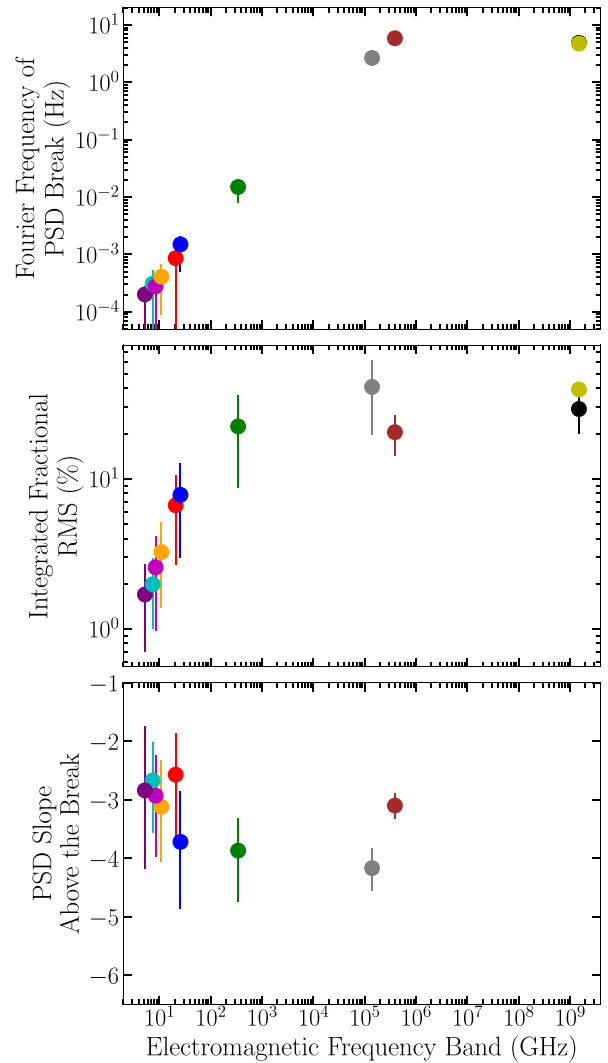 Fourier Frequency of
PSD Break (Hz)
10^1
10^0
10^-1
10^-2
10^-3
10^-4
Integrated Fractional
RMS (%)
10^1
10^0
PSD Slope
Above the Break
−1
−2
−3
−4
−5
−6
10^1 10^2 10^3 10^4 10^5 10^6 10^7 10^8 10^9
Electromagnetic Frequency Band (GHz)